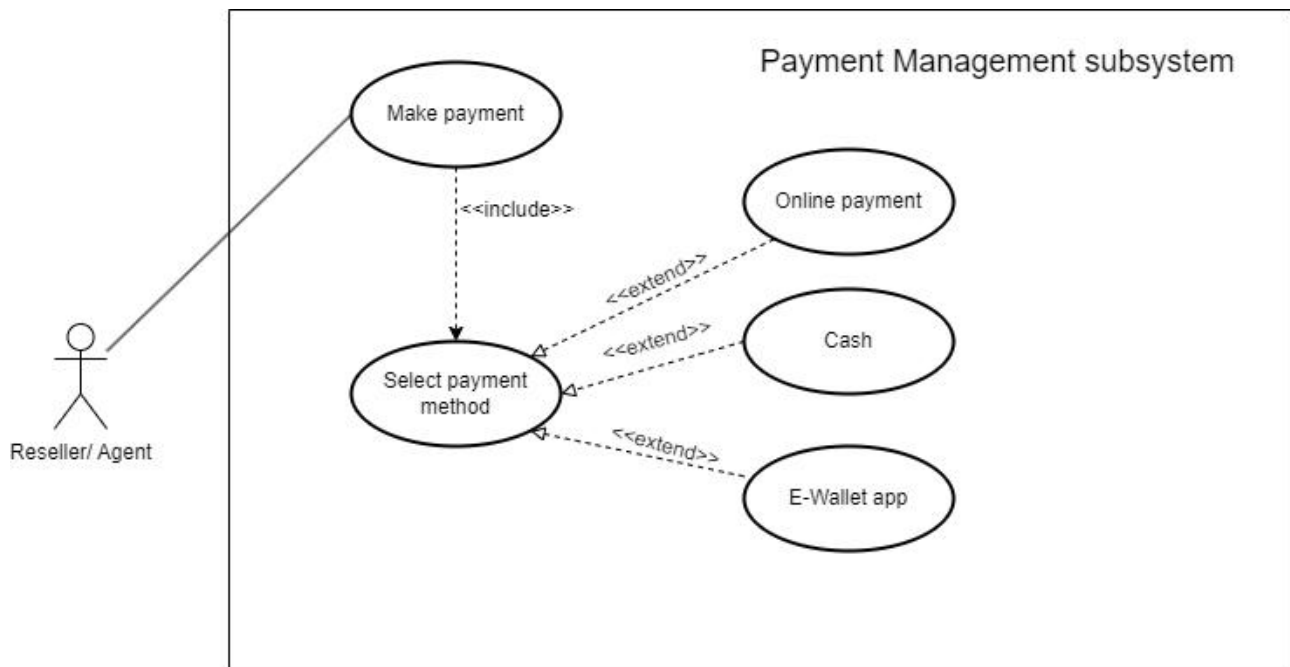 Payment Management subsystem
Make payment
<<include>>
Online payment
<<extend>>
<<extend>>
Cash
Select payment
method
<<extend>>
Reseller/ Agent
E-Wallet app